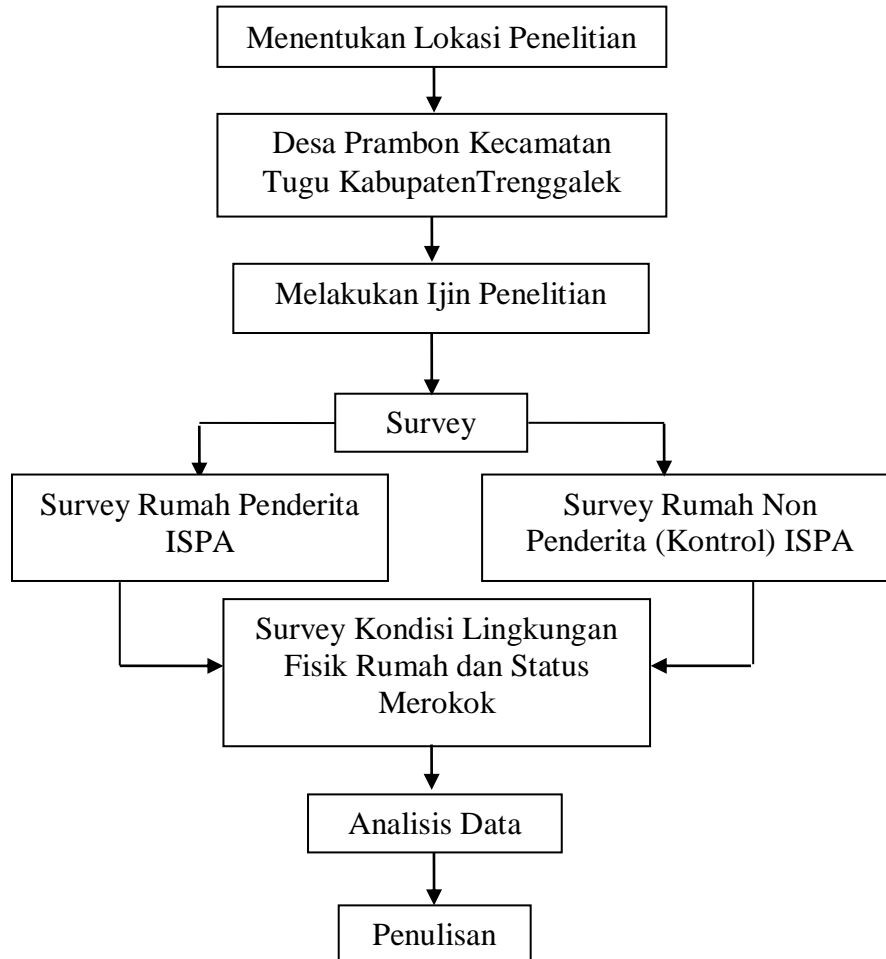 Menentukan Lokasi Penelitian
Desa Prambon Kecamatan
Tugu KabupatenTrenggalek
Melakukan Ijin Penelitian
Survey
Survey Rumah Penderita
ISPA
Survey Rumah Non
Penderita (Kontrol) ISPA
Survey Kondisi Lingkungan
Fisik Rumah dan Status
Merokok
Analisis Data
Penulisan